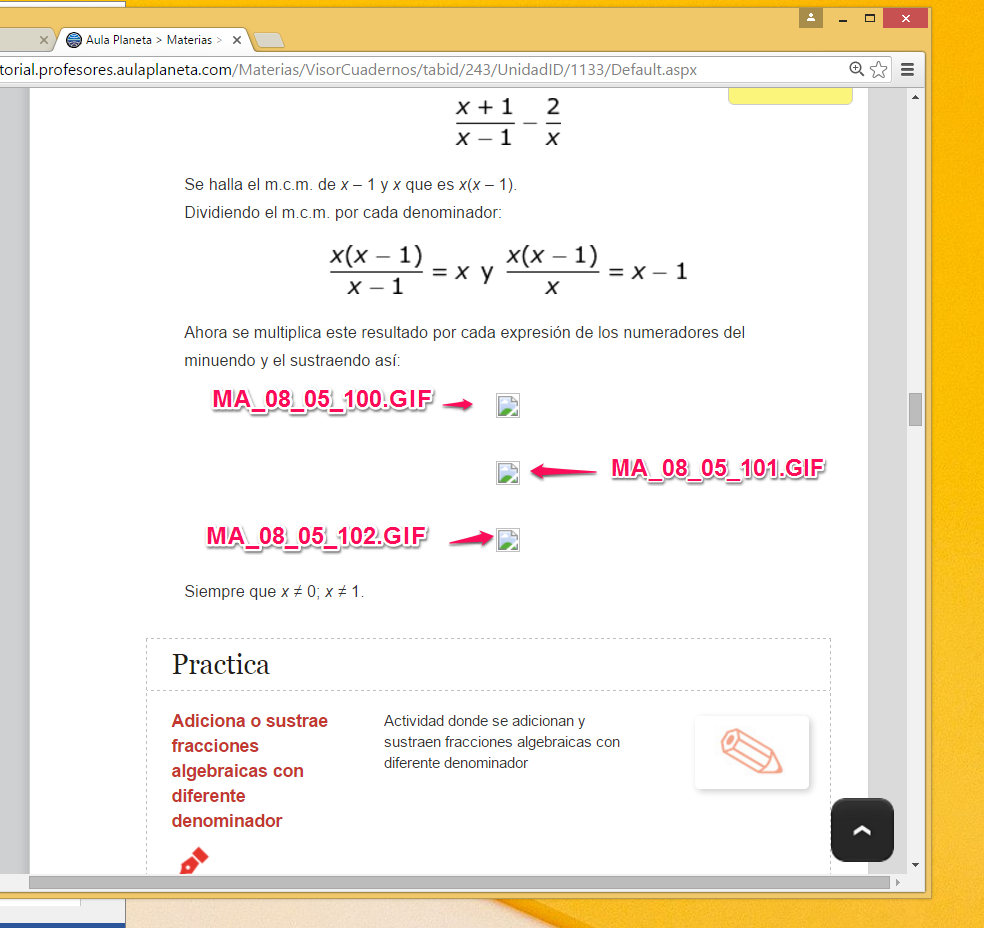 Aula Planeta > Materias >
torial.profesores.aulaplaneta.com/Materias/VisorCuadernos/tabid/243/UnidadID/1133/Default.aspx
x + 1 / x – 1 – 2 / x
Se halla el m.c.m. de x – 1 y x que es x(x – 1).
Dividiendo el m.c.m. por cada denominador:
x(x – 1) / x – 1 = x y x(x – 1) / x = x – 1
Ahora se multiplica este resultado por cada expresión de los numeradores del
minuendo y el sustraendo así:
MA_08_05_100.GIF
MA_08_05_101.GIF
MA_08_05_102.GIF
Siempre que x ≠ 0; x ≠ 1.
Practica
Adiciona o sustrae
fracciones
algebraicas con
diferente
denominador
Actividad donde se adicionan y
sustraen fracciones algebraicas con
diferente denominador